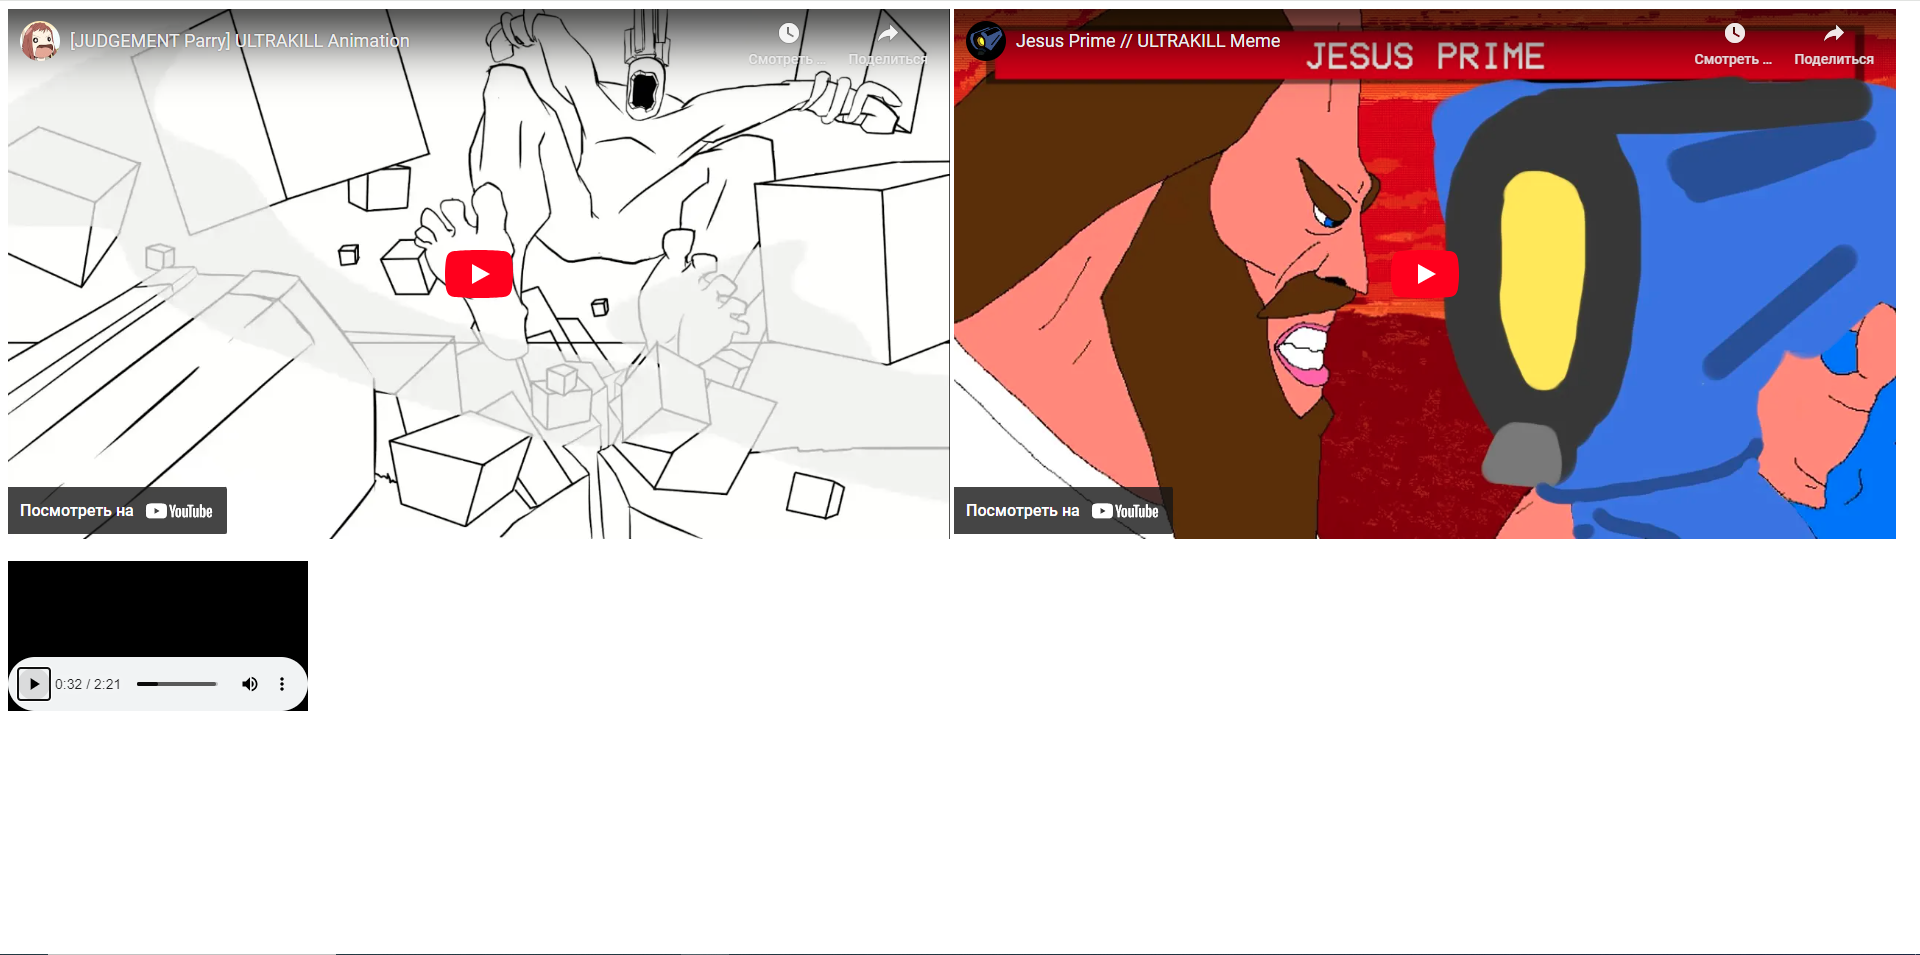 [JUDGEMENT Parry] ULTRAKILL Animation
Смотреть ...
Поделиться
Посмотреть на YouTube
Jesus Prime // ULTRAKILL Meme
JESUS PRIME
Смотреть ...
Поделиться
Посмотреть на YouTube
0:32 / 2:21